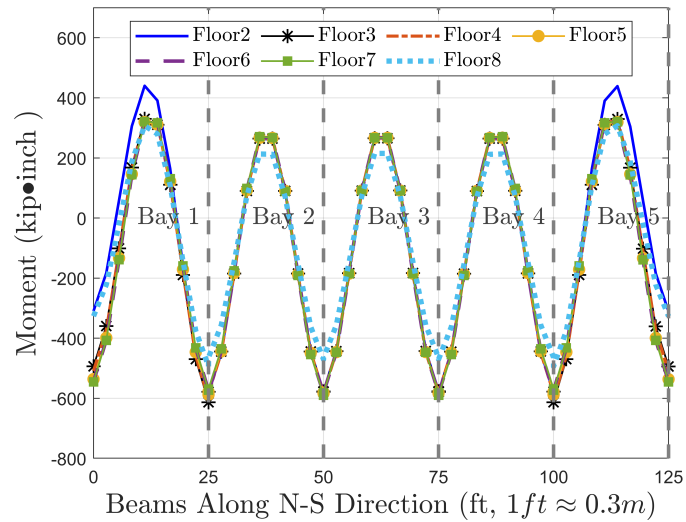 600
400
200
0
-200
-400
-600
-800
Moment (kip•inch )
Floor2 Floor3 Floor4 Floor5
Floor6 Floor7 Floor8
Bay 1 Bay 2 Bay 3 Bay 4 Bay 5
0 25 50 75 100 125
Beams Along N-S Direction (ft, 1ft ≈ 0.3m)